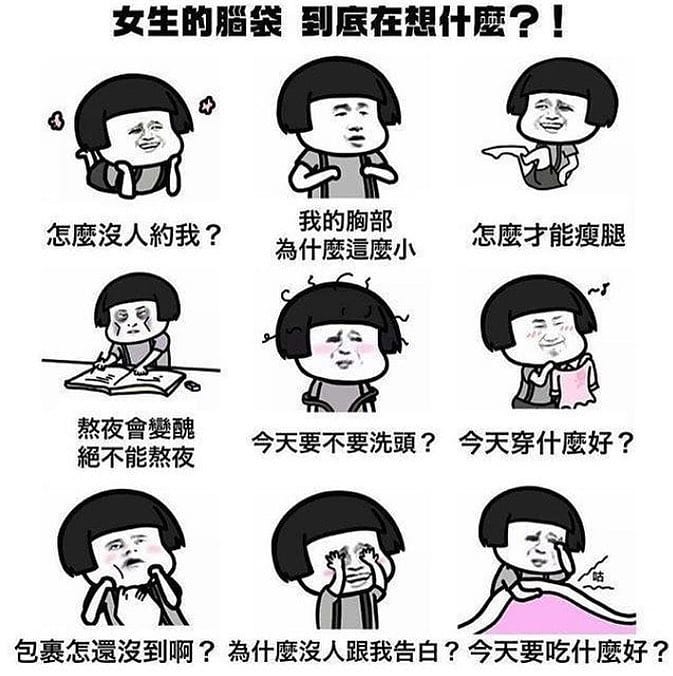 女生的腦袋 到底在想什麼?!
怎麼沒人約我?
我的胸部
為什麼這麼小
怎麼才能瘦腿
熬夜會變醜
絕不能熬夜
今天要不要洗頭?
今天穿什麼好?
咕
包裹怎還沒到啊?
為什麼沒人跟我告白?
今天要吃什麼好?